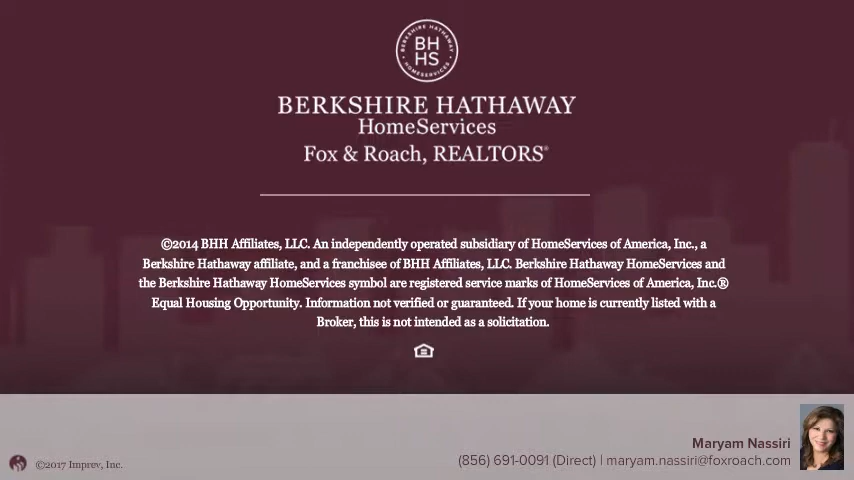 BERKSHIRE HATHAWAY
HOMESERVICES
BH
HS
BERKSHIRE HATHAWAY
HomeServices
Fox & Roach, REALTORS®
©2014 BHH Affiliates, LLC. An independently operated subsidiary of HomeServices of America, Inc., a
Berkshire Hathaway affiliate, and a franchisee of BHH Affiliates, LLC. Berkshire Hathaway HomeServices and
the Berkshire Hathaway HomeServices symbol are registered service marks of HomeServices of America, Inc.®
Equal Housing Opportunity. Information not verified or guaranteed. If your home is currently listed with a
Broker, this is not intended as a solicitation.
Maryam Nassiri
(856) 691-0091 (Direct) | maryam.nassiri@foxroach.com
©2017 Imprev, Inc.